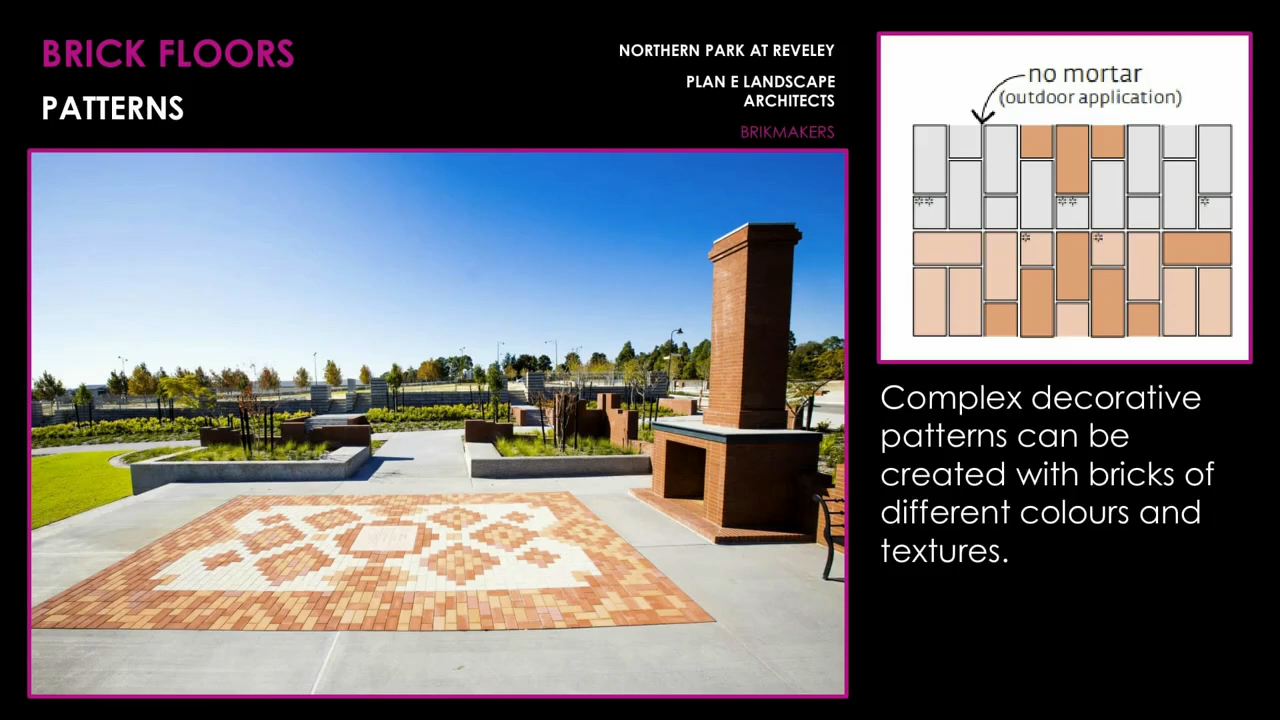 BRICK FLOORS
PATTERNS
NORTHERN PARK AT REVELEY
PLAN E LANDSCAPE
ARCHITECTS
BRIKMAKERS
no mortar
(outdoor application)
**
**
*
*
*
Complex decorative
patterns can be
created with bricks of
different colours and
textures.